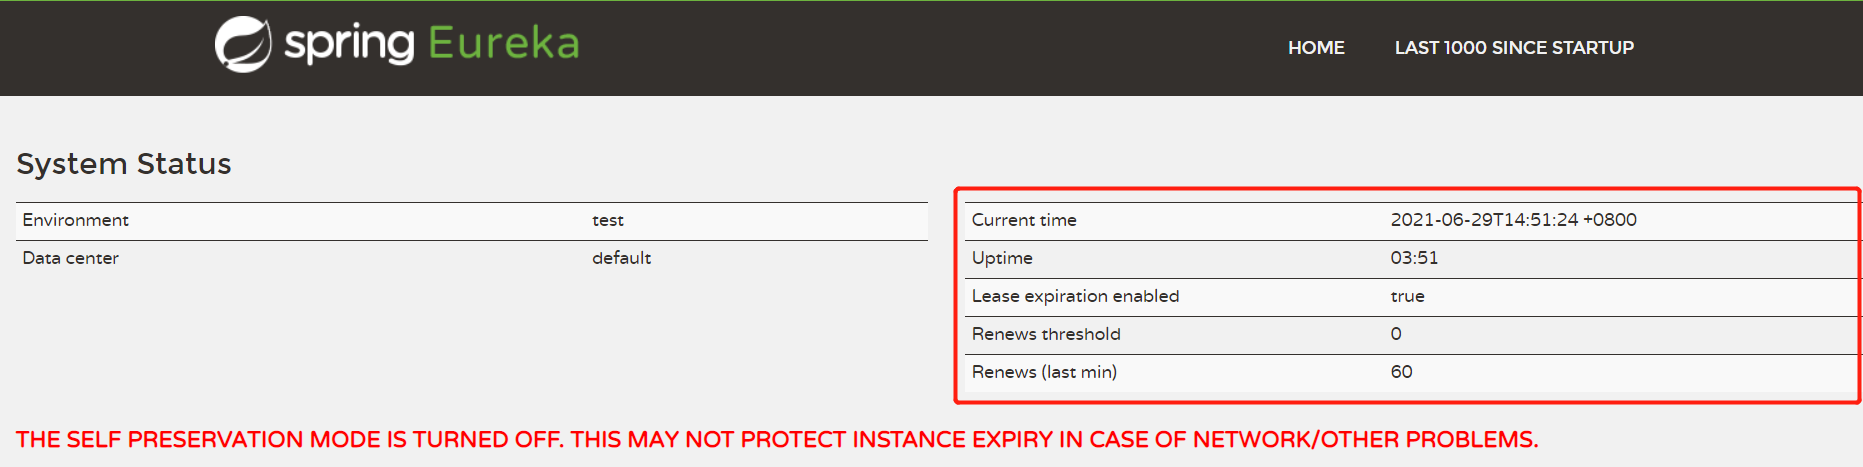 spring Eureka
HOME LAST 1000 SINCE STARTUP
System Status
Environment test
Data center default
Current time 2021-06-29T14:51:24 +0800
Uptime 03:51
Lease expiration enabled true
Renews threshold 0
Renews (last min) 60
THE SELF PRESERVATION MODE IS TURNED OFF. THIS MAY NOT PROTECT INSTANCE EXPIRY IN CASE OF NETWORK/OTHER PROBLEMS.